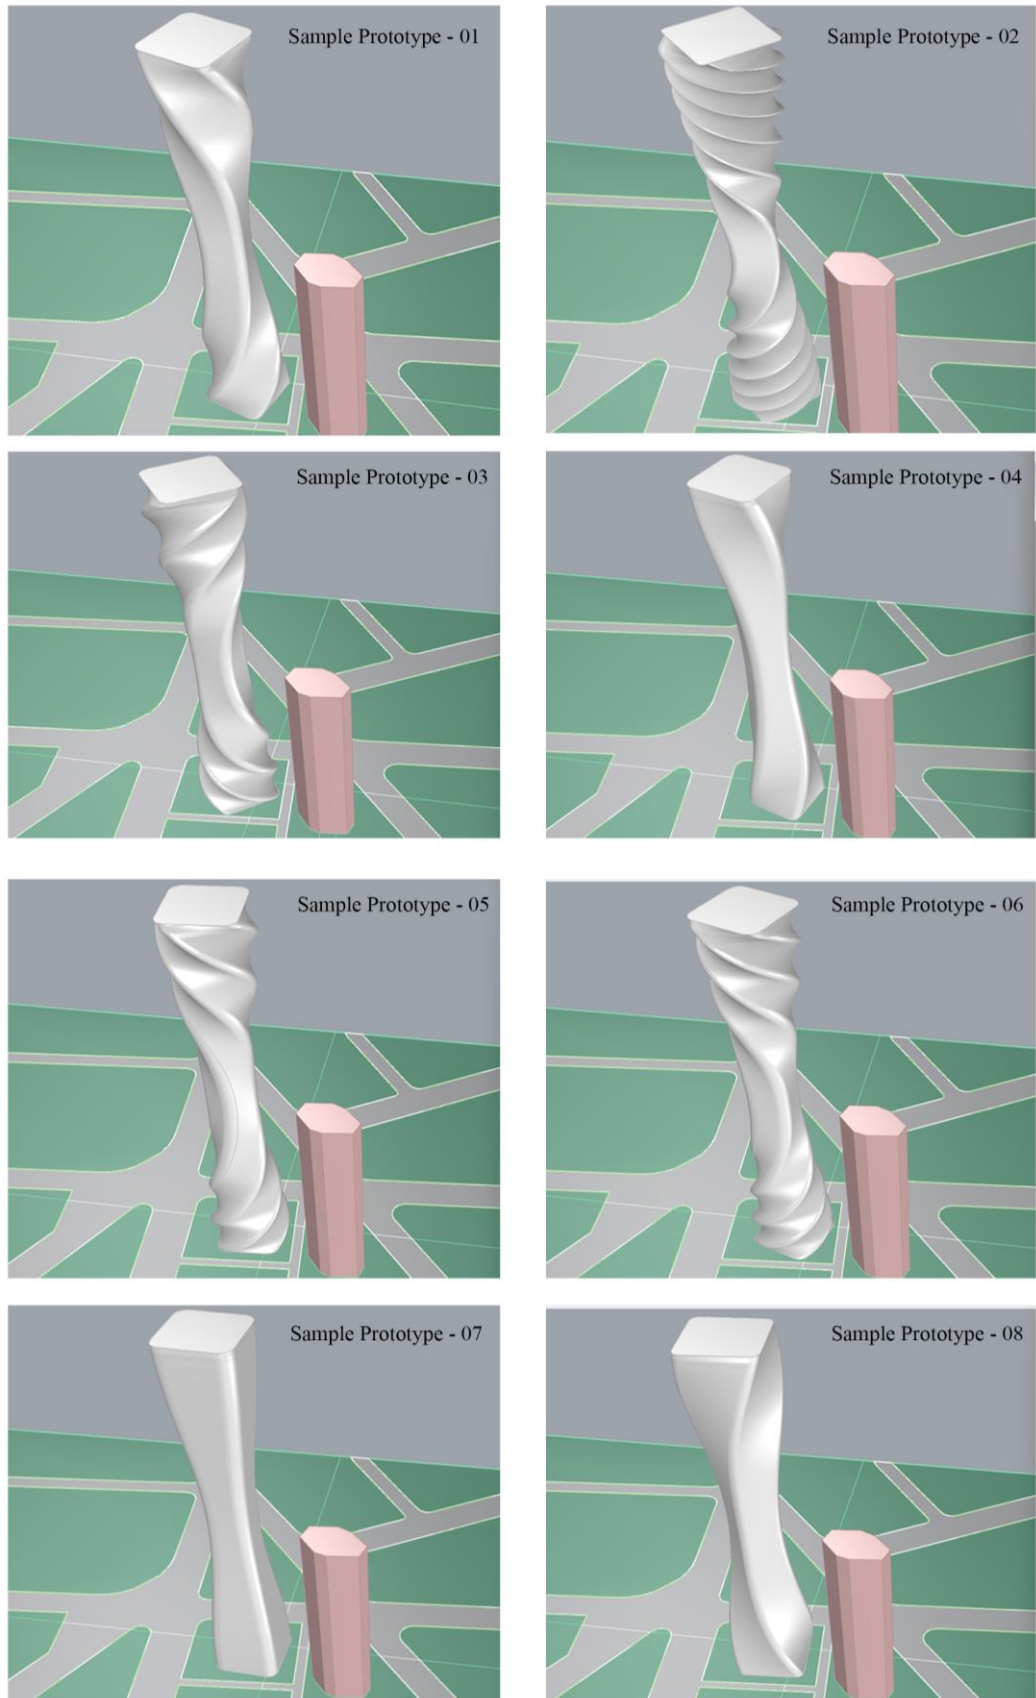 Sample Prototype - 01
Sample Prototype - 02
Sample Prototype - 03
Sample Prototype - 04
Sample Prototype - 05
Sample Prototype - 06
Sample Prototype - 07
Sample Prototype - 08